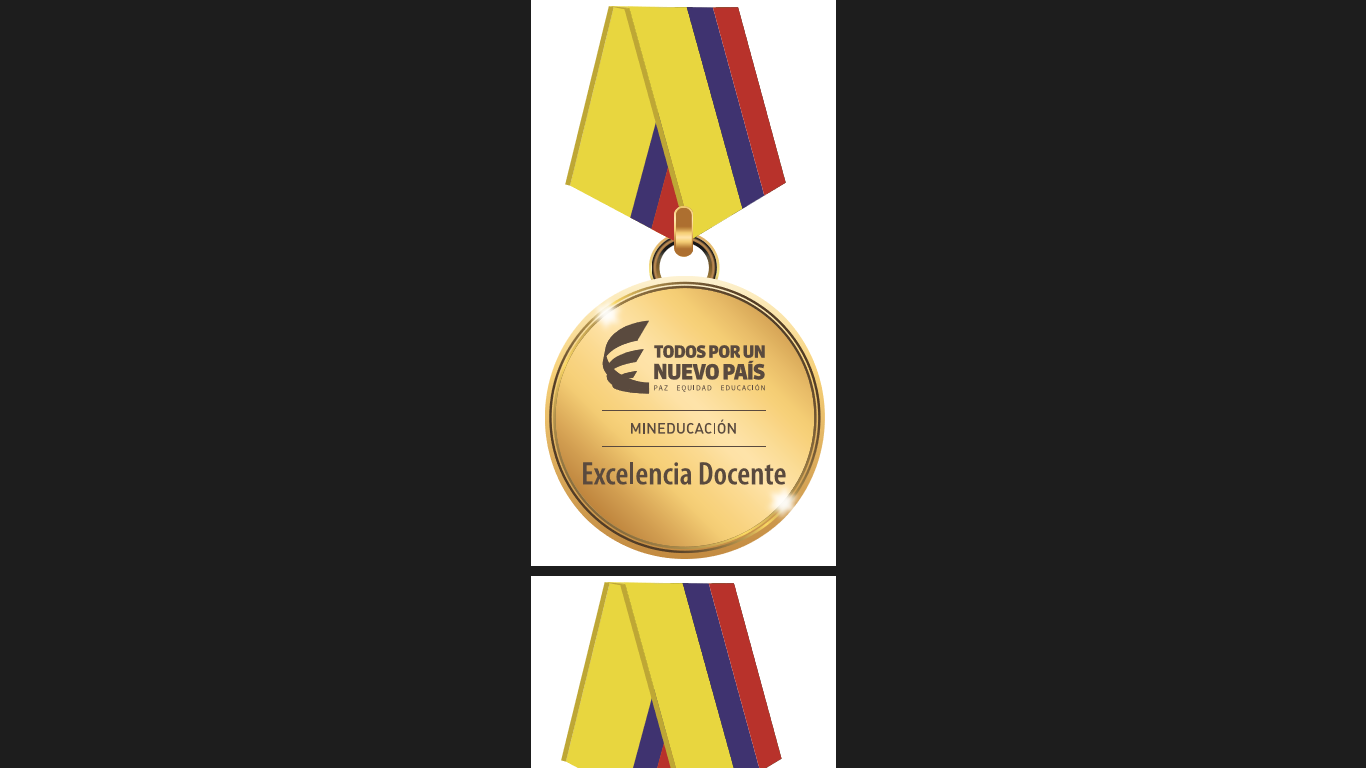 TODOS POR UN
NUEVO PAÍS
PAZ EQUIDAD EDUCACIÓN
MINEDUCACIÓN
Excelencia Docente